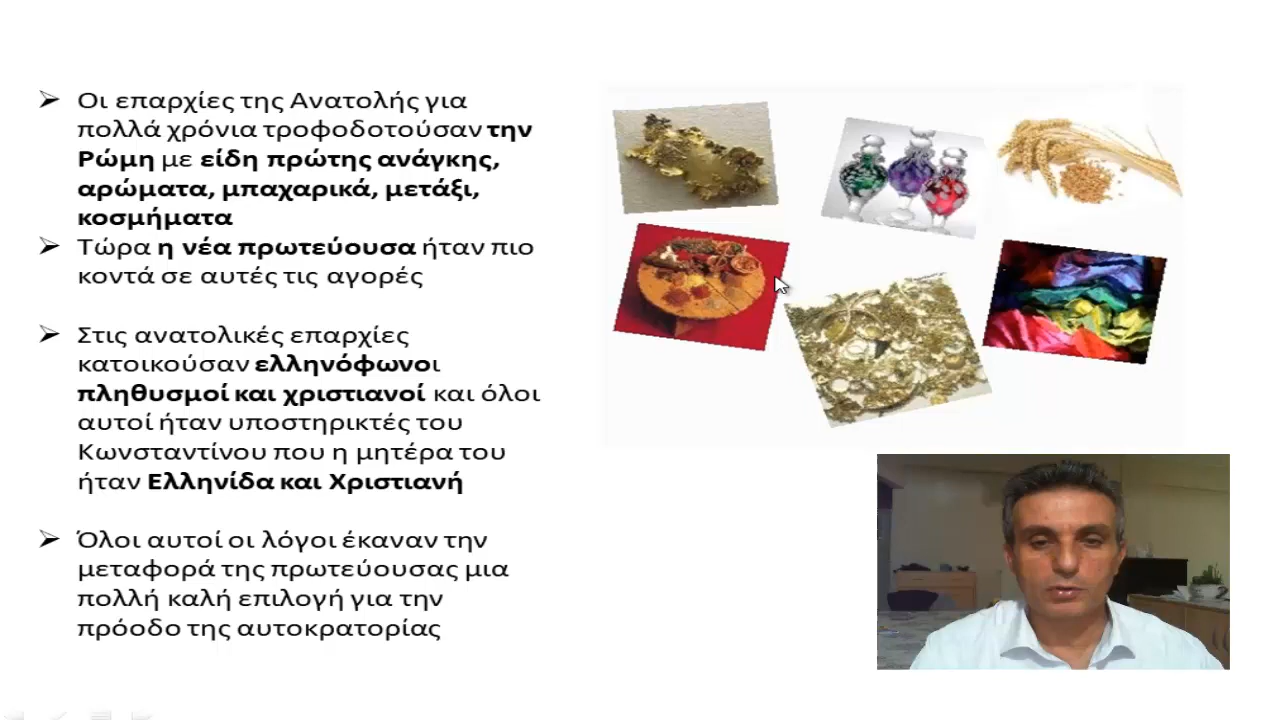 Οι επαρχίες της Ανατολής για
πολλά χρόνια τροφοδοτούσαν την
Ρώμη με είδη πρώτης ανάγκης,
αρώματα, μπαχαρικά, μετάξι,
κοσμήματα
Τώρα η νέα πρωτεύουσα ήταν πιο
κοντά σε αυτές τις αγορές
Στις ανατολικές επαρχίες
κατοικούσαν ελληνόφωνοι
πληθυσμοί και χριστιανοί και όλοι
αυτοί ήταν υποστηρικτές του
Κωνσταντίνου που η μητέρα του
ήταν Ελληνίδα και Χριστιανή
Όλοι αυτοί οι λόγοι έκαναν την
μεταφορά της πρωτεύουσας μια
πολλή καλή επιλογή για την
πρόοδο της αυτοκρατορίας